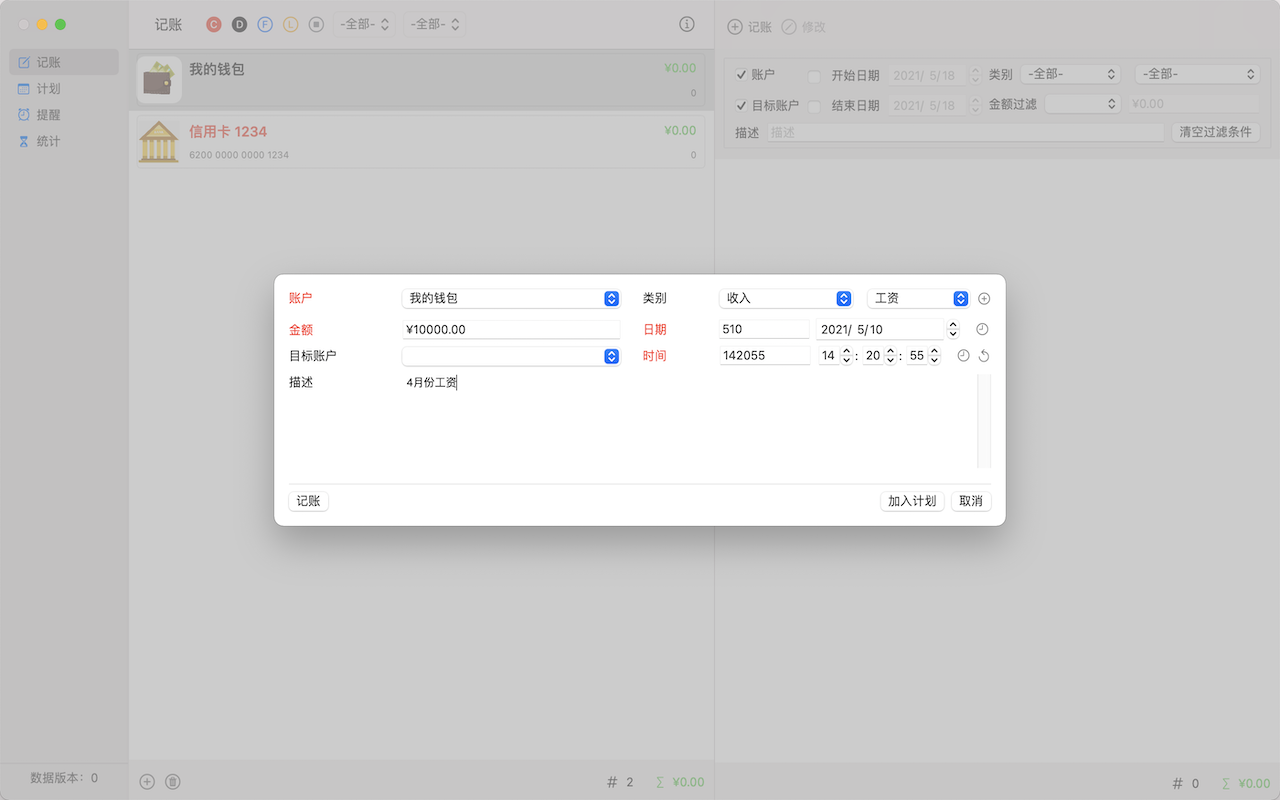 记账
C D F L
-全部-
-全部-
记账
修改
记账
计划
提醒
统计
我的钱包
¥0.00
0
信用卡 1234
¥0.00
6200 0000 0000 1234
0
账户
开始日期
2021/ 5/18
类别
-全部-
-全部-
目标账户
结束日期
2021/ 5/18
金额过滤
¥0.00
描述
描述
清空过滤条件
账户
我的钱包
类别
收入
工资
金额
¥10000.00
日期
510
2021/ 5/10
目标账户
时间
142055
14 : 20 : 55
描述
4月份工资
记账
加入计划
取消
数据版本：0
# 2
Σ ¥0.00
# 0
Σ ¥0.00